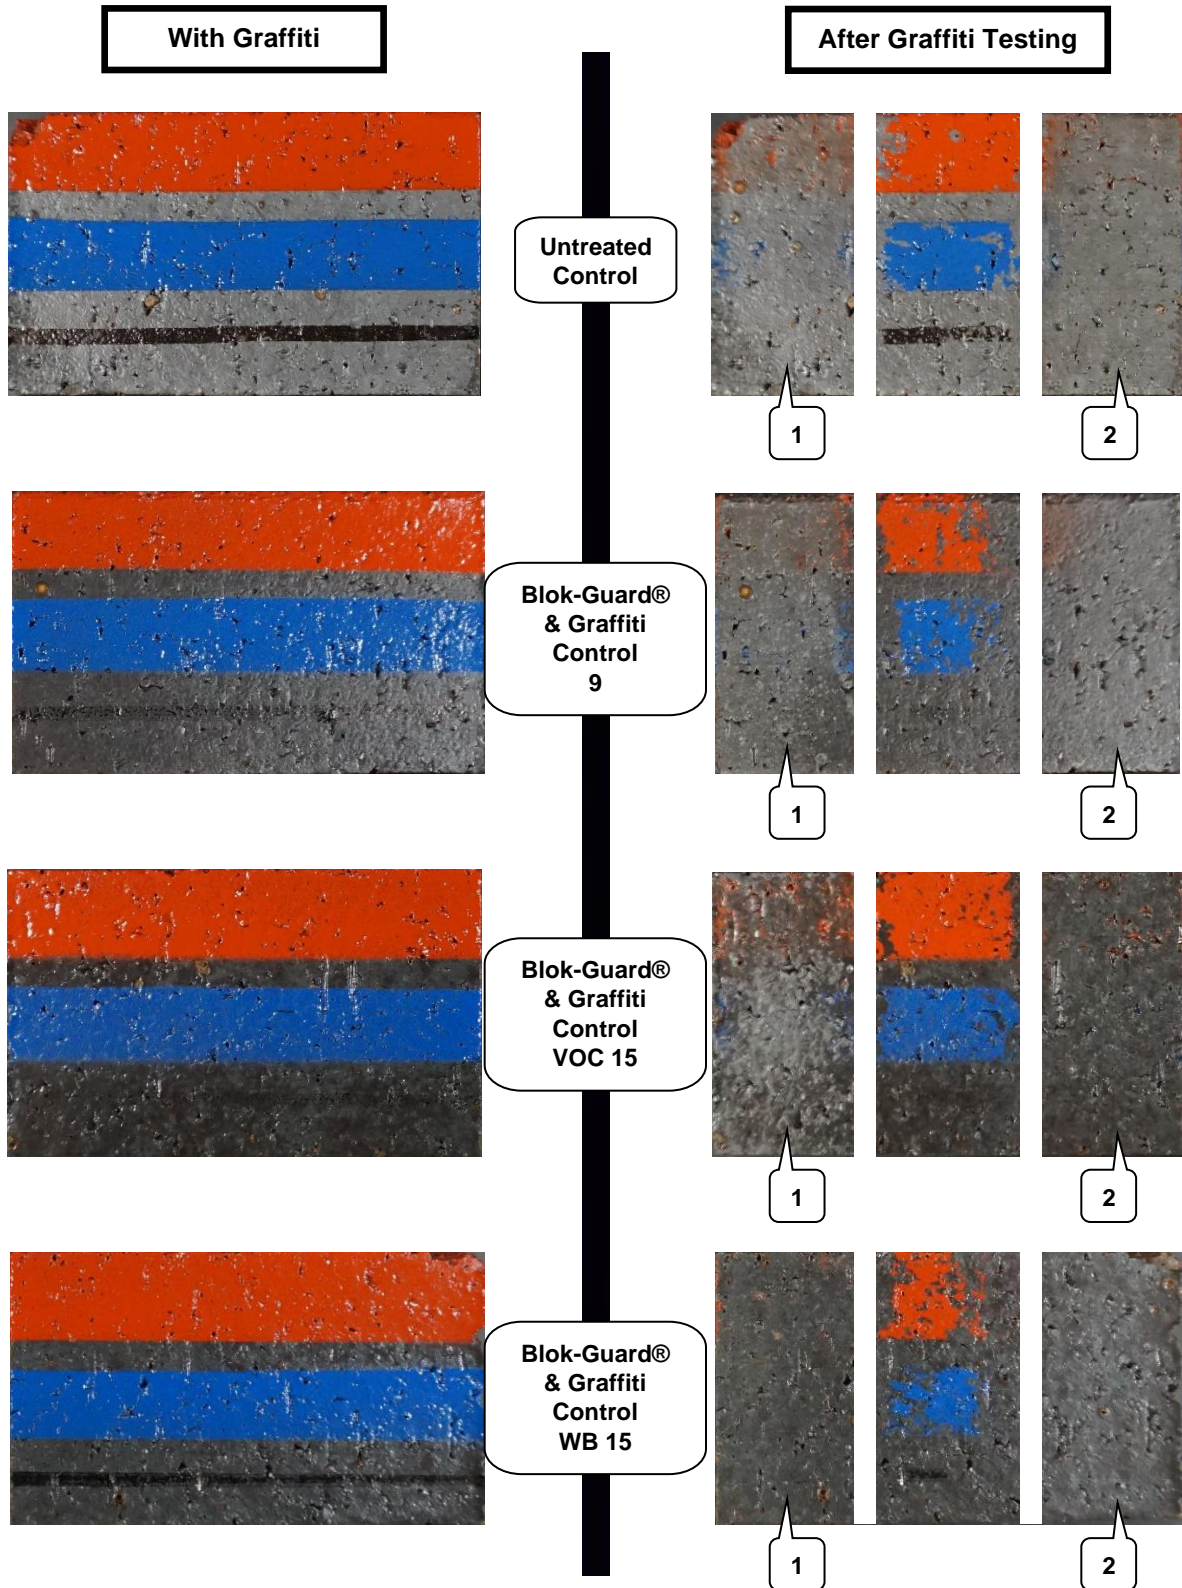 With Graffiti
After Graffiti Testing
Untreated
Control
1
2
Blok-Guard®
& Graffiti
Control
9
1
2
Blok-Guard®
& Graffiti
Control
VOC 15
1
2
Blok-Guard®
& Graffiti
Control
WB 15
1
2